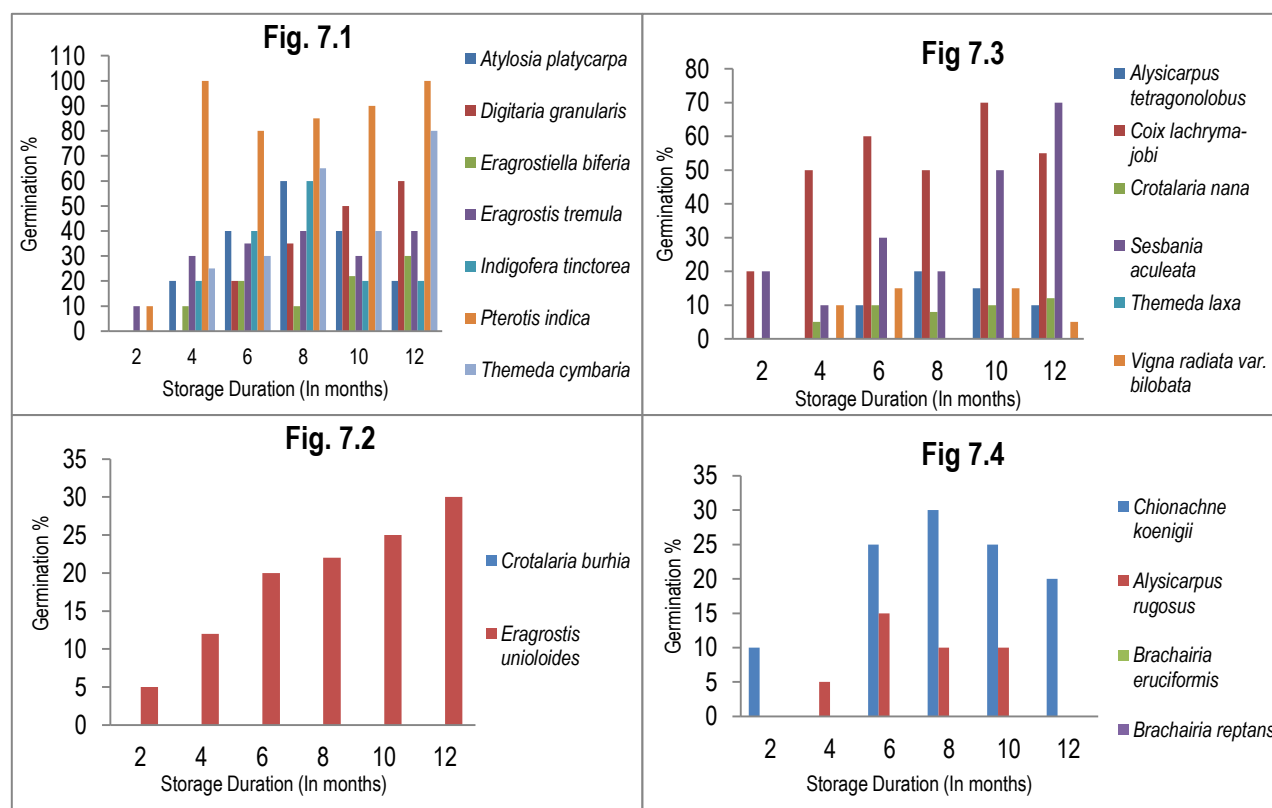 Fig. 7.1
Germination %
110
100
90
80
70
60
50
40
30
20
10
0
2 4 6 8 10 12
Storage Duration (In months)
Atylosia platycarpa
Digitaria granularis
Eragrostiella biferia
Eragrostis tremula
Indigofera tinctorea
Pterotis indica
Themeda cymbaria
Fig 7.3
Germination %
80
70
60
50
40
30
20
10
0
2 4 6 8 10 12
Storage Duration (In months)
Alysicarpus
tetragonolobus
Coix lachryma-
jobi
Crotalaria nana
Sesbania
aculeata
Themeda laxa
Vigna radiata var.
bilobata
Fig. 7.2
Germination %
35
30
25
20
15
10
5
0
2 4 6 8 10 12
Storage Duration (In months)
Crotalaria burhia
Eragrostis
unioloides
Fig 7.4
Germination %
35
30
25
20
15
10
5
0
2 4 6 8 10 12
Storage Duration (In months)
Chionachne
koenigii
Alysicarpus
rugosus
Brachairia
eruciformis
Brachairia reptans